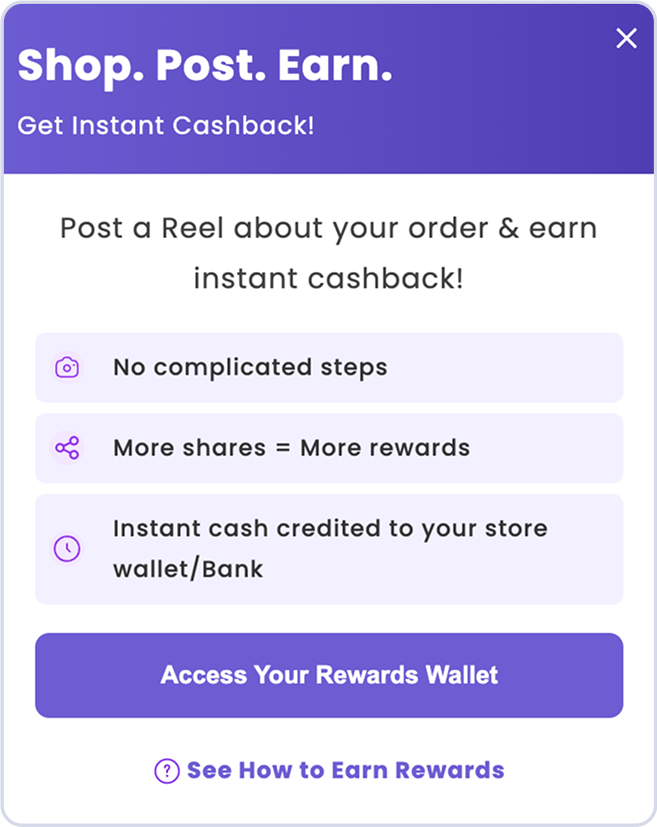 Shop. Post. Earn.
Get Instant Cashback!
Post a Reel about your order & earn
instant cashback!
No complicated steps
More shares = More rewards
Instant cash credited to your store
wallet/Bank
Access Your Rewards Wallet
? See How to Earn Rewards